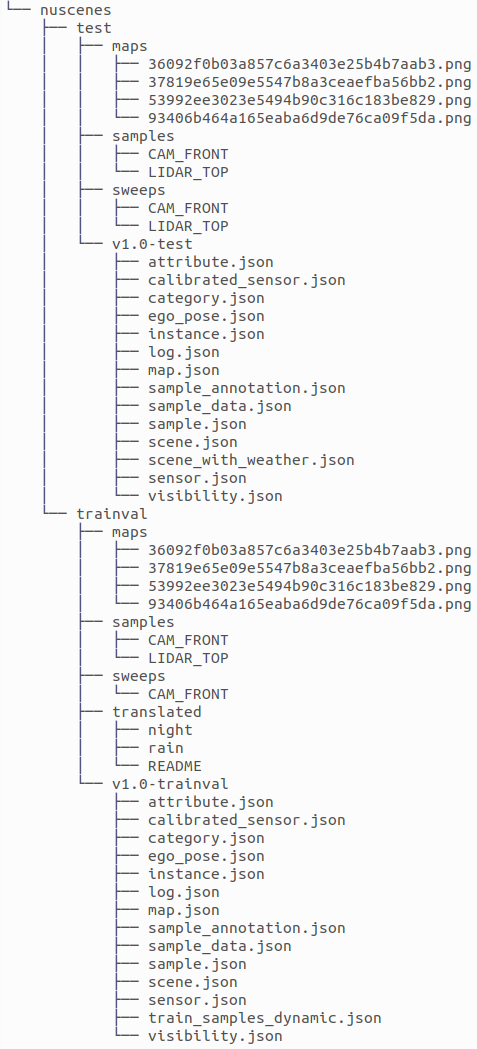 └── nuscenes
    ├── test
    │   ├── maps
    │   │   ├── 36092f0b03a857c6a3403e25b4b7aab3.png
    │   │   ├── 37819e65e09e5547b8a3ceaefba56bb2.png
    │   │   ├── 53992ee3023e5494b90c316c183be829.png
    │   │   └── 93406b464a165eaba6d9de76ca09f5da.png
    │   ├── samples
    │   │   ├── CAM_FRONT
    │   │   └── LIDAR_TOP
    │   ├── sweeps
    │   │   ├── CAM_FRONT
    │   │   └── LIDAR_TOP
    │   └── v1.0-test
    │       ├── attribute.json
    │       ├── calibrated_sensor.json
    │       ├── category.json
    │       ├── ego_pose.json
    │       ├── instance.json
    │       ├── log.json
    │       ├── map.json
    │       ├── sample_annotation.json
    │       ├── sample_data.json
    │       ├── sample.json
    │       ├── scene.json
    │       ├── scene_with_weather.json
    │       ├── sensor.json
    │       └── visibility.json
    └── trainval
        ├── maps
        │   ├── 36092f0b03a857c6a3403e25b4b7aab3.png
        │   ├── 37819e65e09e5547b8a3ceaefba56bb2.png
        │   ├── 53992ee3023e5494b90c316c183be829.png
        │   └── 93406b464a165eaba6d9de76ca09f5da.png
        ├── samples
        │   ├── CAM_FRONT
        │   └── LIDAR_TOP
        ├── sweeps
        │   └── CAM_FRONT
        ├── translated
        │   ├── night
        │   ├── rain
        │   └── README
        └── v1.0-trainval
            ├── attribute.json
            ├── calibrated_sensor.json
            ├── category.json
            ├── ego_pose.json
            ├── instance.json
            ├── log.json
            ├── map.json
            ├── sample_annotation.json
            ├── sample_data.json
            ├── sample.json
            ├── scene.json
            ├── sensor.json
            ├── train_samples_dynamic.json
            └── visibility.json